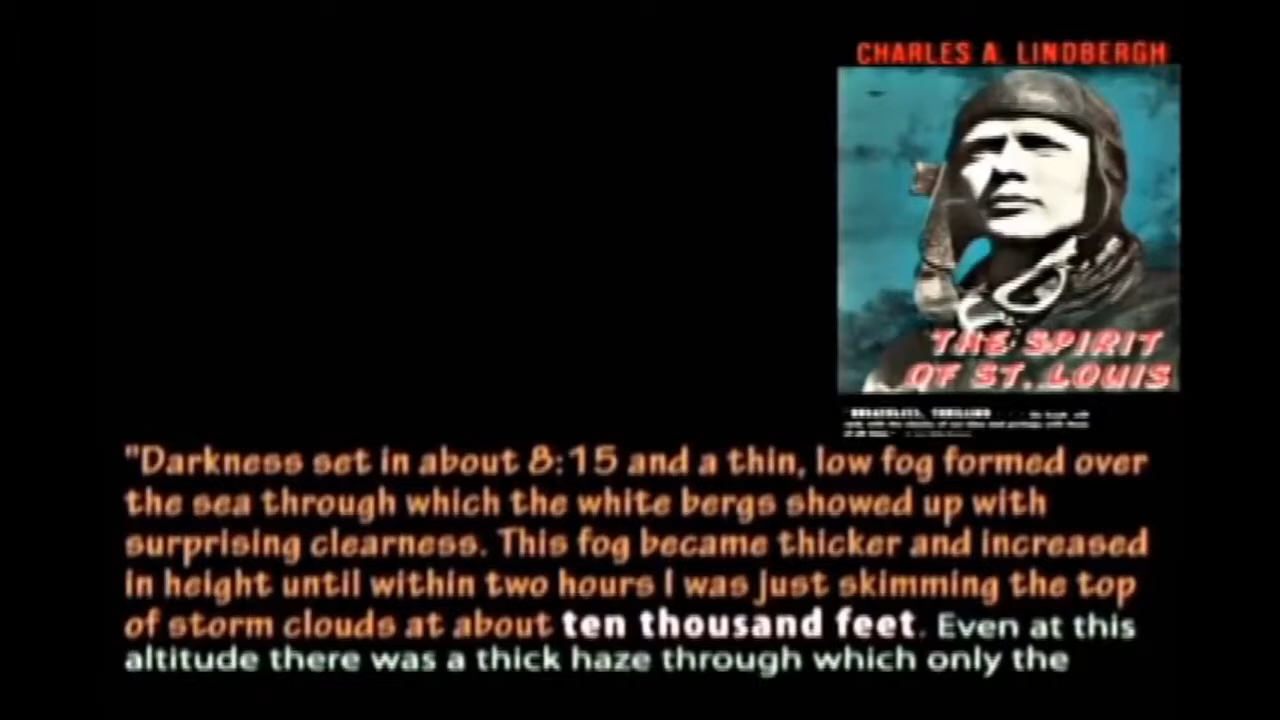 CHARLES A. LINDBERGH
THE SPIRIT
OF ST. LOUIS
"Darkness set in about 8:15 and a thin, low fog formed over
the sea through which the white bergs showed up with
surprising clearness. This fog became thicker and increased
in height until within two hours I was just skimming the top
of storm clouds at about ten thousand feet. Even at this
altitude there was a thick haze through which only the